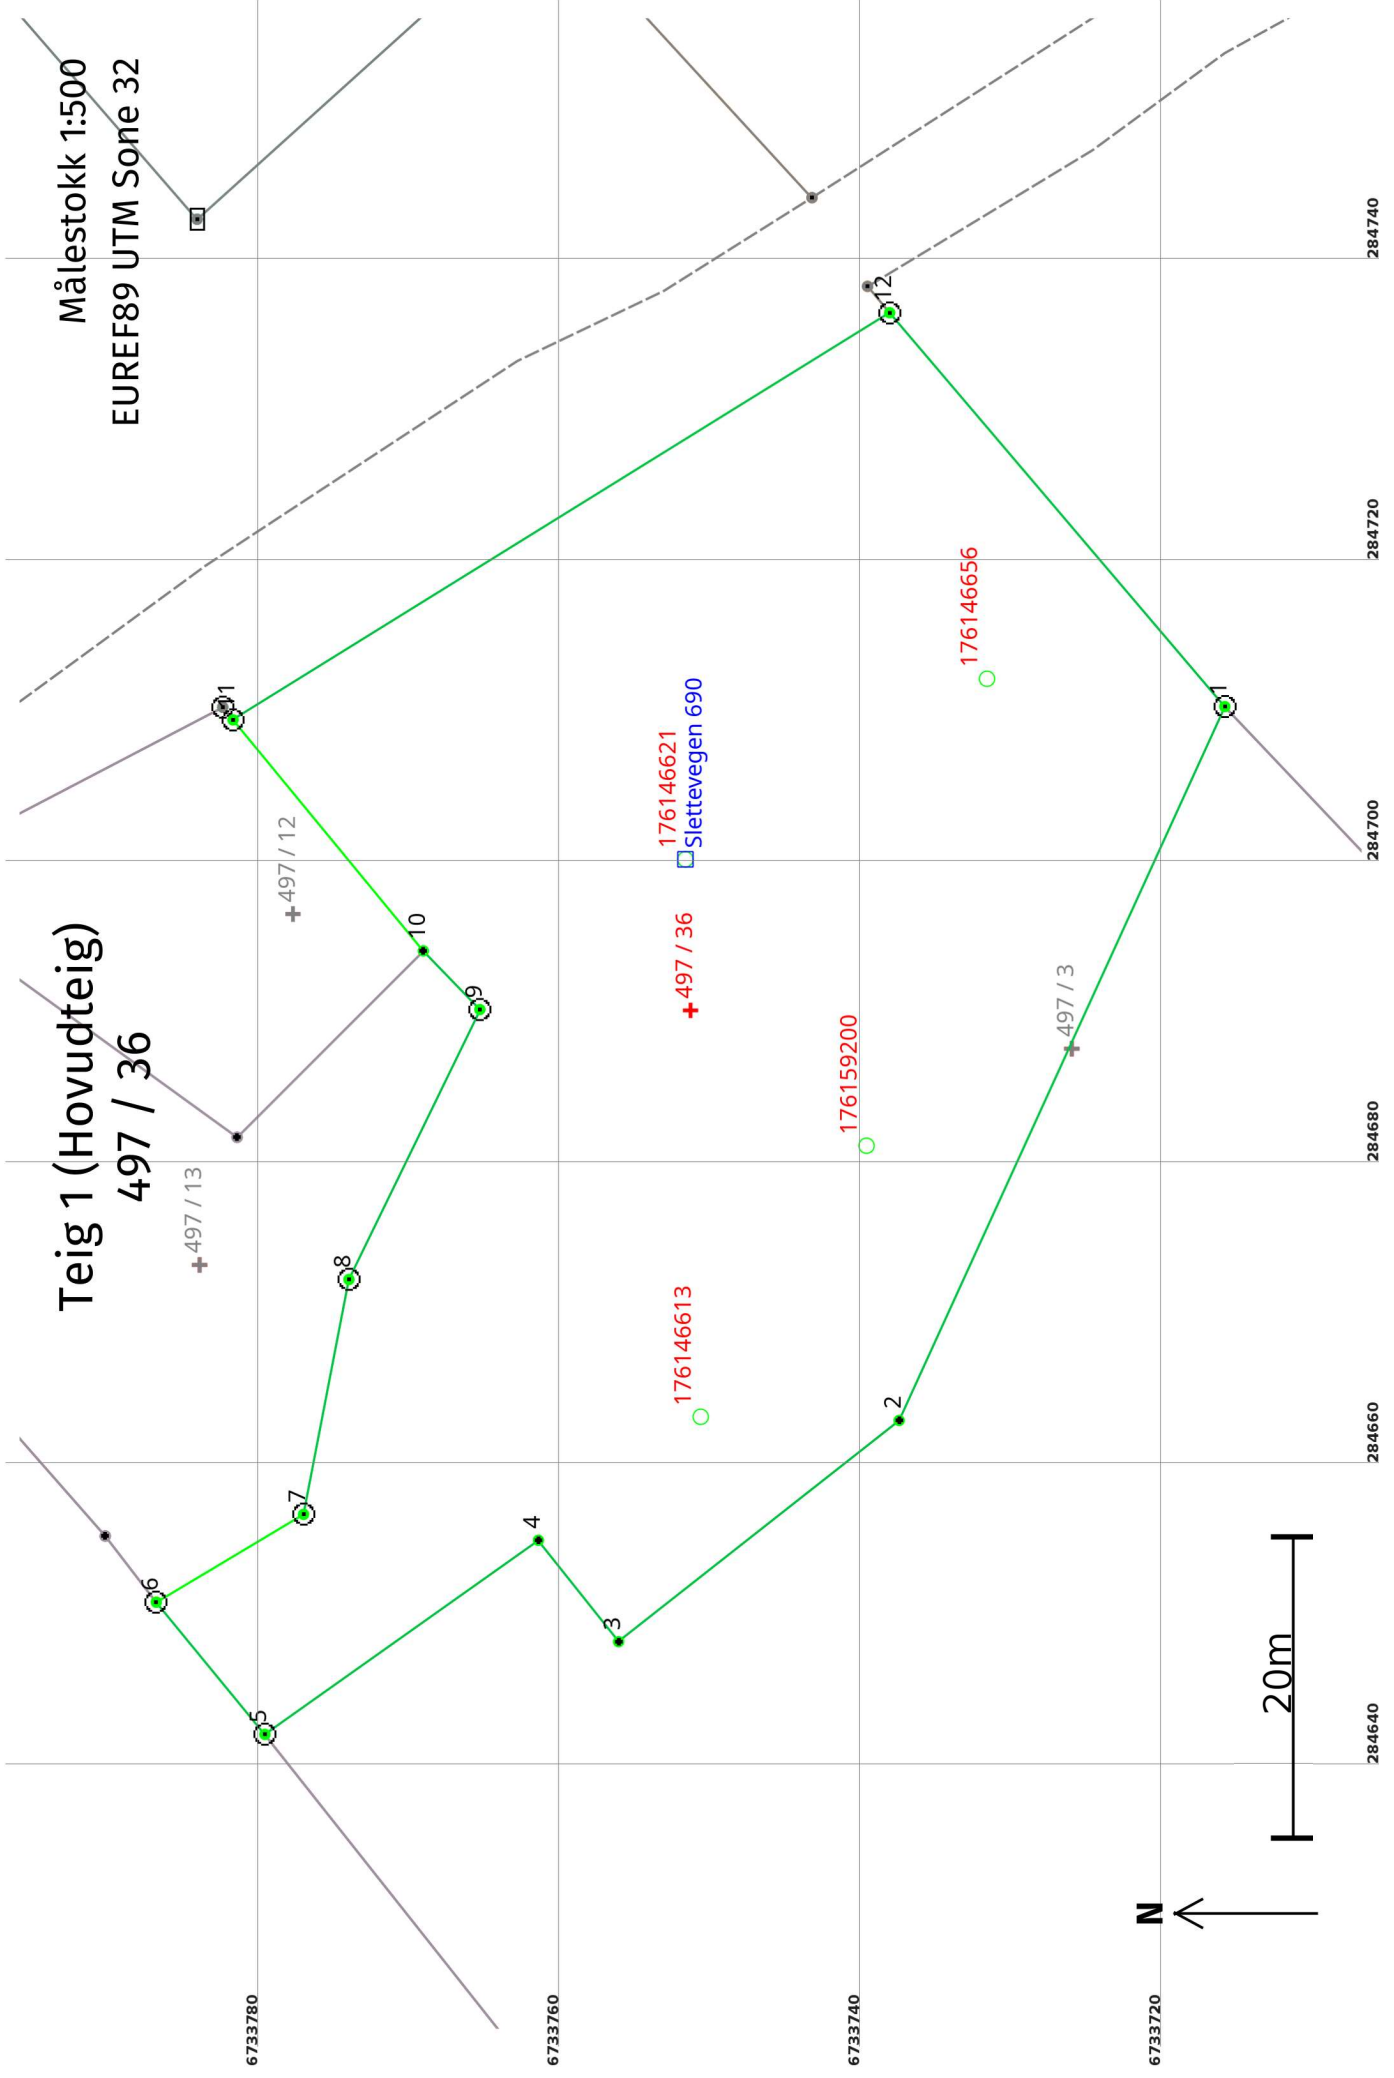 Teig 1 (Hovudteig)
497 / 36
Målestokk 1:500
EUREF89 UTM Sone 32
6733780
6733760
6733740
6733720
284640
284660
284680
284700
284720
284740
497 / 13
497 / 12
6
5
7
8
9
10
11
4
3
2
1
12
176146613
497 / 36
176146621
Slettevegen 690
176159200
176146656
497 / 3
N
20m